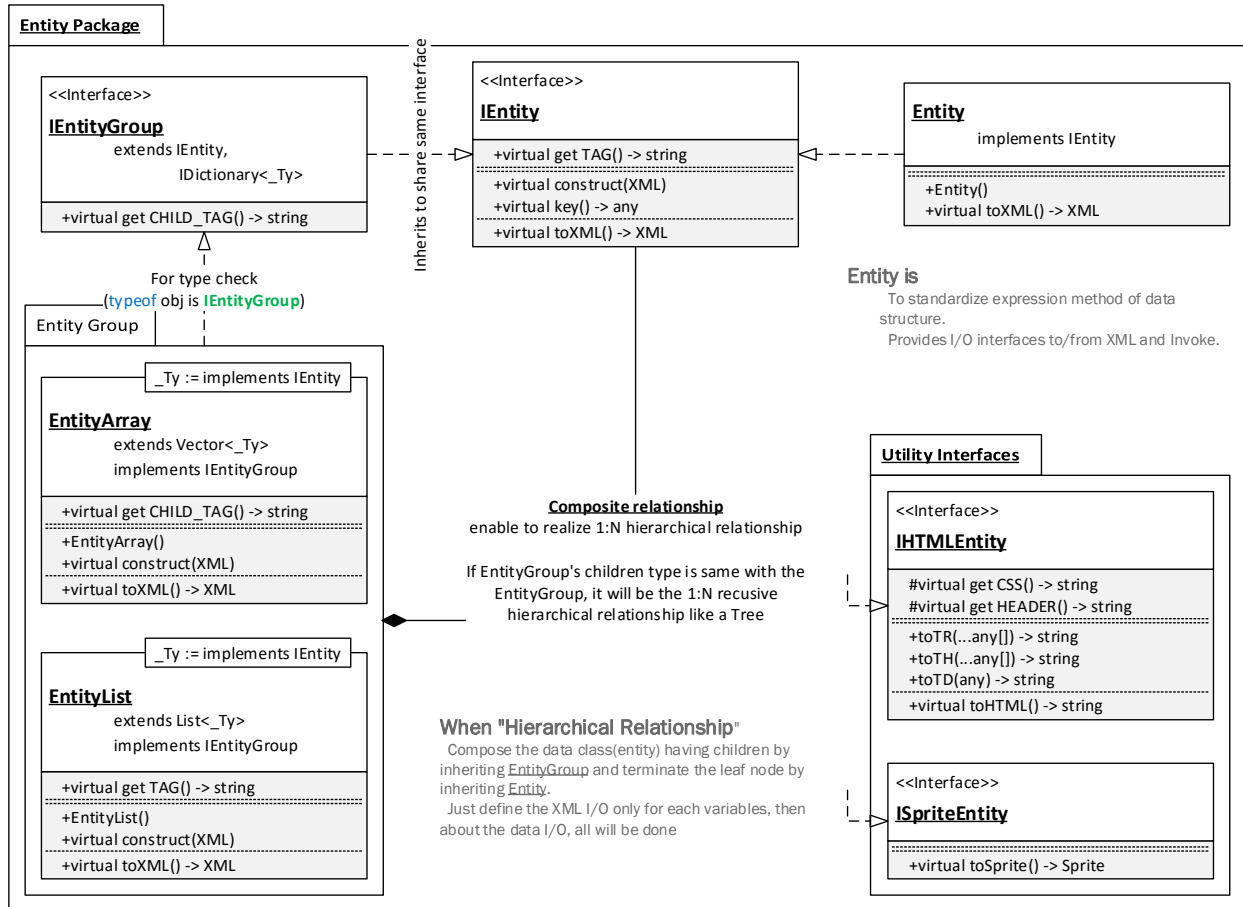 Entity Package
<<Interface>>
IEntityGroup
extends IEntity,
IDictionary<_Ty>
+virtual get CHILD_TAG() -> string
Inherits to share same interface
<<Interface>>
IEntity
+virtual get TAG() -> string
+virtual construct(XML)
+virtual key() -> any
+virtual toXML() -> XML
Entity
implements IEntity
+Entity()
+virtual toXML() -> XML
For type check
(typeof obj is IEntityGroup)
Entity is
To standardize expression method of data
structure.
Provides I/O interfaces to/from XML and Invoke.
Entity Group
_Ty := implements IEntity
EntityArray
extends Vector<_Ty>
implements IEntityGroup
+virtual get CHILD_TAG() -> string
+EntityArray()
+virtual construct(XML)
+virtual toXML() -> XML
_Ty := implements IEntity
EntityList
extends List<_Ty>
implements IEntityGroup
+virtual get TAG() -> string
+EntityList()
+virtual construct(XML)
+virtual toXML() -> XML
Composite relationship
enable to realize 1:N hierarchical relationship
If EntityGroup's children type is same with the
EntityGroup, it will be the 1:N recusive
hierarchical relationship like a Tree
When "Hierarchical Relationship"
Compose the data class(entity) having children by
inheriting EntityGroup and terminate the leaf node by
inheriting Entity.
Just define the XML I/O only for each variables, then
about the data I/O, all will be done
Utility Interfaces
<<Interface>>
IHTMLEntity
#virtual get CSS() -> string
#virtual get HEADER() -> string
+toTR(...any[]) -> string
+toTH(...any[]) -> string
+toTD(any) -> string
+virtual toHTML() -> string
<<Interface>>
ISpriteEntity
+virtual toSprite() -> Sprite